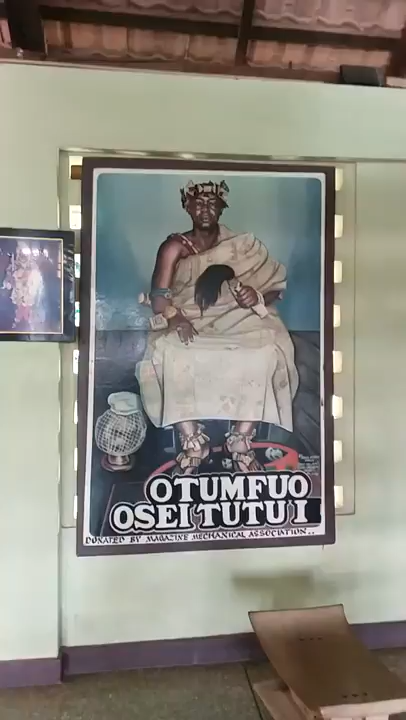 OTUMFUO
OSEI TUTU I
DONATED BY MAGAZINE MECHANICAL ASSOCIATION..